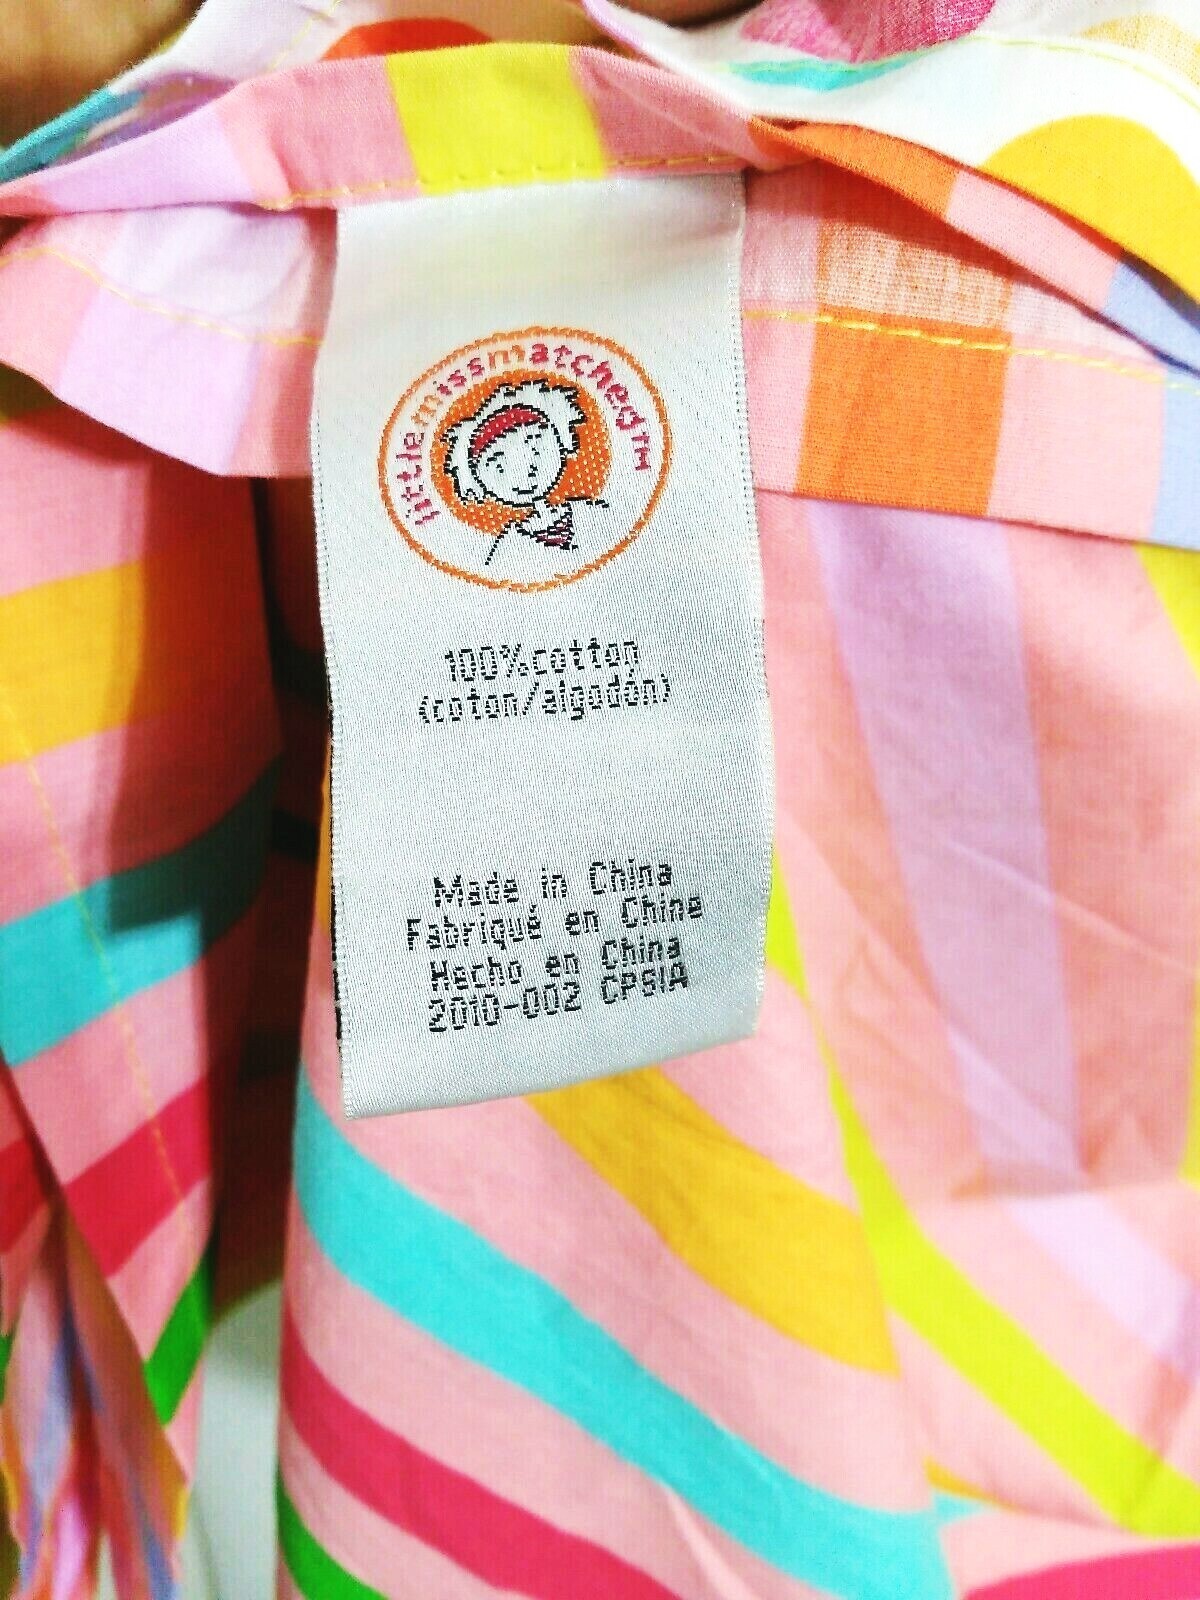 littlemissmatched™
100%cotton
(coton/algodón)
Made in China
Fabriqué en Chine
Hecho en China
2010-002 CPSIA